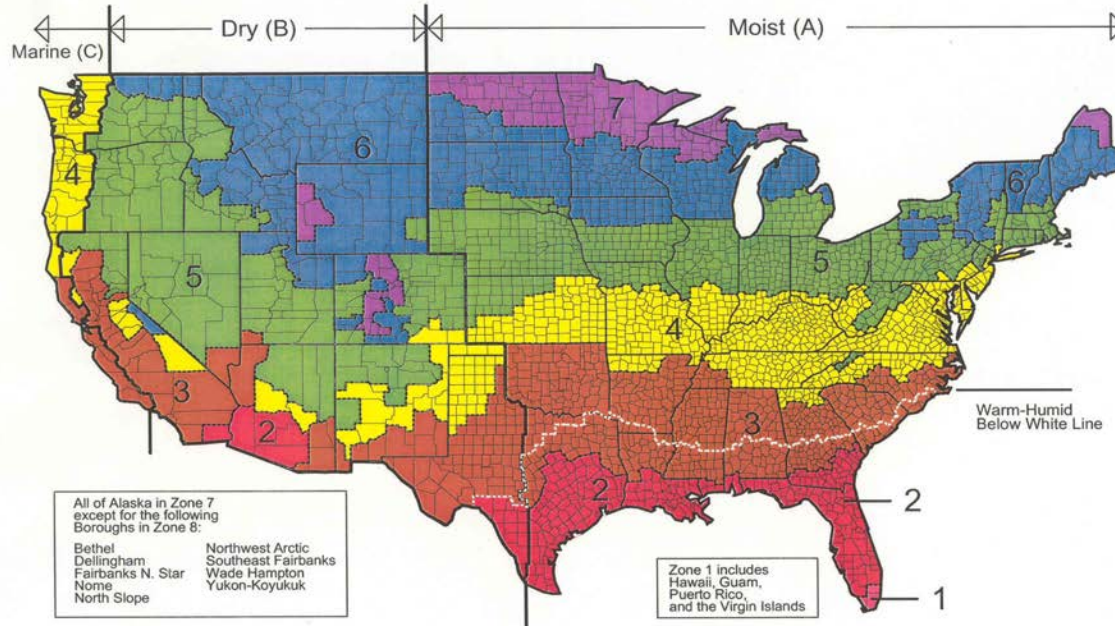 Marine (C)
Dry (B)
Moist (A)
7
6
4
6
5
5
4
3
3
2
2
Warm-Humid
Below White Line
2
1
All of Alaska in Zone 7
except for the following
Boroughs in Zone 8:
Bethel
Dellingham
Fairbanks N. Star
Nome
North Slope
Northwest Arctic
Southeast Fairbanks
Wade Hampton
Yukon-Koyukuk
Zone 1 includes
Hawaii, Guam,
Puerto Rico,
and the Virgin Islands